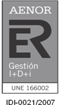 AENOR
ER
Gestión
I+D+i
UNE 166002
IDI-0021/2007